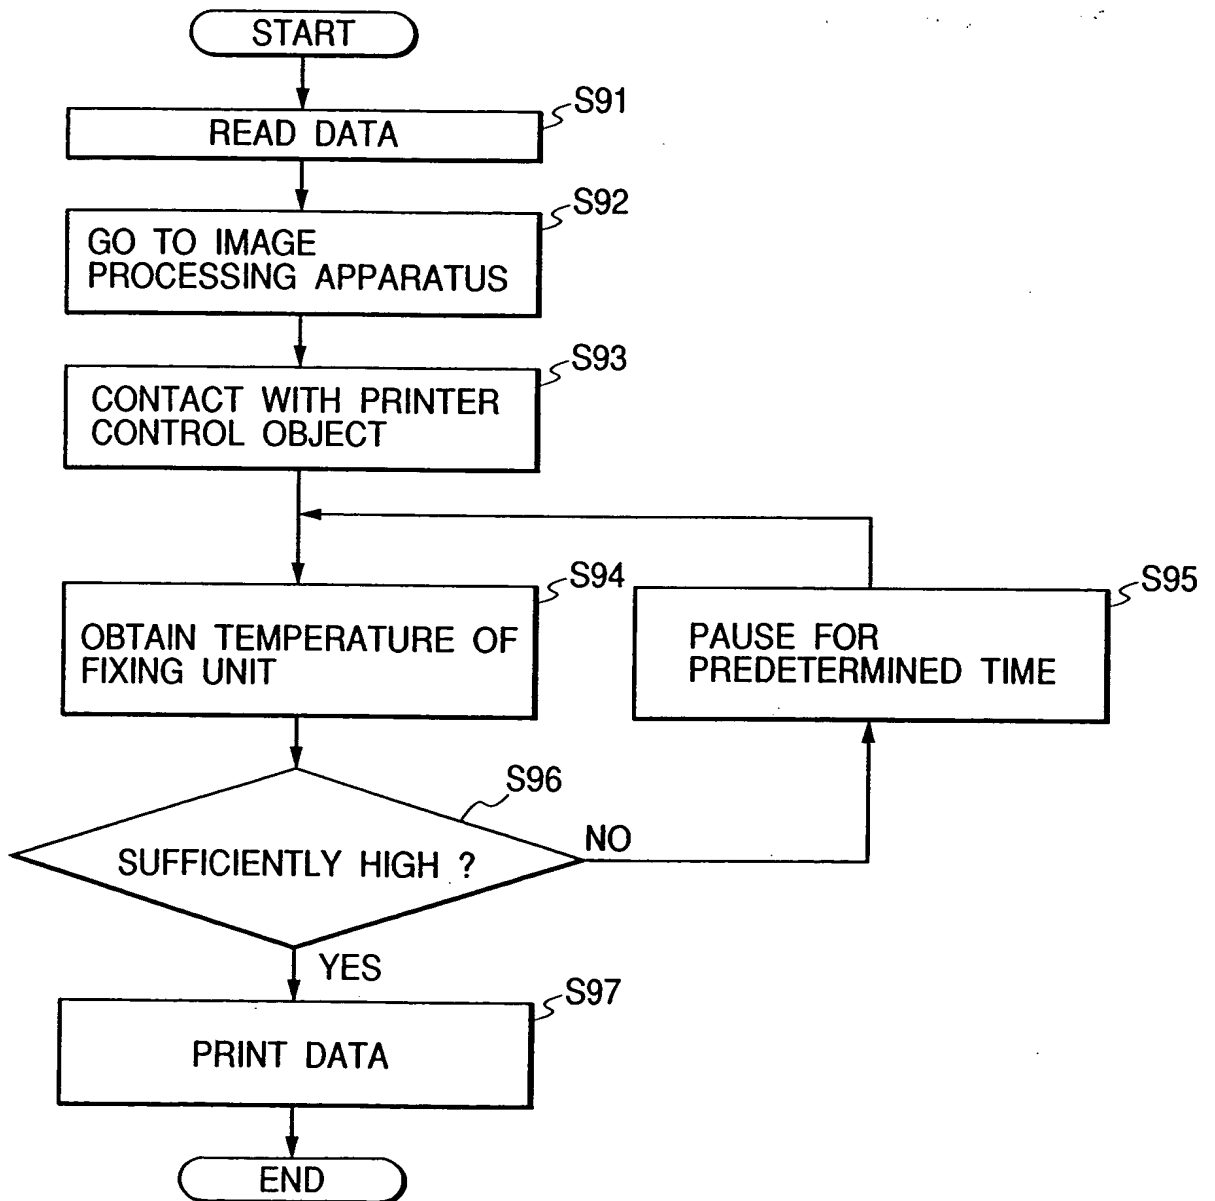 START
S91
READ DATA
S92
GO TO IMAGE
PROCESSING APPARATUS
S93
CONTACT WITH PRINTER
CONTROL OBJECT
S94
OBTAIN TEMPERATURE OF
FIXING UNIT
S95
PAUSE FOR
PREDETERMINED TIME
S96
SUFFICIENTLY HIGH ?
NO
YES
S97
PRINT DATA
END